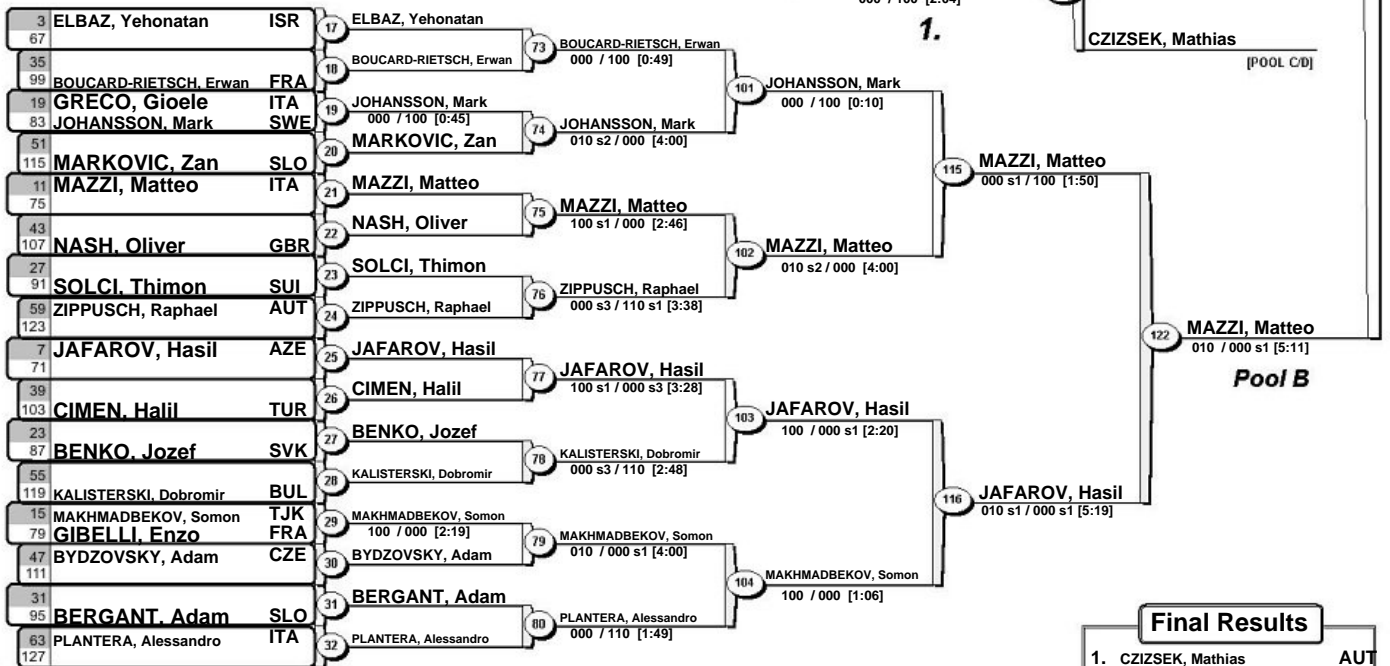 1.
CZIZSEK, Mathias
[POOL C/D]
3 ELBAZ, Yehonatan ISR
67
35
99 BOUCARD-RIETSCH, Erwan FRA
19 GRECO, Gioele ITA
83 JOHANSSON, Mark SWE
51
115 MARKOVIC, Zan SLO
11 MAZZI, Matteo ITA
75
43
107 NASH, Oliver GBR
27
91 SOLCI, Thimon SUI
59 ZIPPUSCH, Raphael AUT
123
7 JAFAROV, Hasil AZE
71
39
103 CIMEN, Halil TUR
23
87 BENKO, Jozef SVK
55
119 KALISTERSKI, Dobromir BUL
15 MAKHMADBEKOV, Somon TJK
79 GIBELLI, Enzo FRA
47 BYDZOVSKY, Adam CZE
111
31
95 BERGANT, Adam SLO
63 PLANTERA, Alessandro ITA
127
17 ELBAZ, Yehonatan
18 BOUCARD-RIETSCH, Erwan
19 JOHANSSON, Mark
000 / 100 [0:45]
20 MARKOVIC, Zan
21 MAZZI, Matteo
22 NASH, Oliver
23 SOLCI, Thimon
24 ZIPPUSCH, Raphael
25 JAFAROV, Hasil
26 CIMEN, Halil
27 BENKO, Jozef
28 KALISTERSKI, Dobromir
29 MAKHMADBEKOV, Somon
100 / 000 [2:19]
30 BYDZOVSKY, Adam
31 BERGANT, Adam
32 PLANTERA, Alessandro
73 BOUCARD-RIETSCH, Erwan
000 / 100 [0:49]
74 JOHANSSON, Mark
010 s2 / 000 [4:00]
75 MAZZI, Matteo
100 s1 / 000 [2:46]
76 ZIPPUSCH, Raphael
000 s3 / 110 s1 [3:38]
77 JAFAROV, Hasil
100 s1 / 000 s3 [3:28]
78 KALISTERSKI, Dobromir
000 s3 / 110 [2:48]
79 MAKHMADBEKOV, Somon
010 / 000 s1 [4:00]
80 PLANTERA, Alessandro
000 / 110 [1:49]
101 JOHANSSON, Mark
000 / 100 [0:10]
102 MAZZI, Matteo
010 s2 / 000 [4:00]
103 JAFAROV, Hasil
100 / 000 s1 [2:20]
104 MAKHMADBEKOV, Somon
100 / 000 [1:06]
115 MAZZI, Matteo
000 s1 / 100 [1:50]
116 JAFAROV, Hasil
010 s1 / 000 s1 [5:19]
122 MAZZI, Matteo
010 / 000 s1 [5:11]
Pool B
Final Results
1. CZIZSEK, Mathias AUT